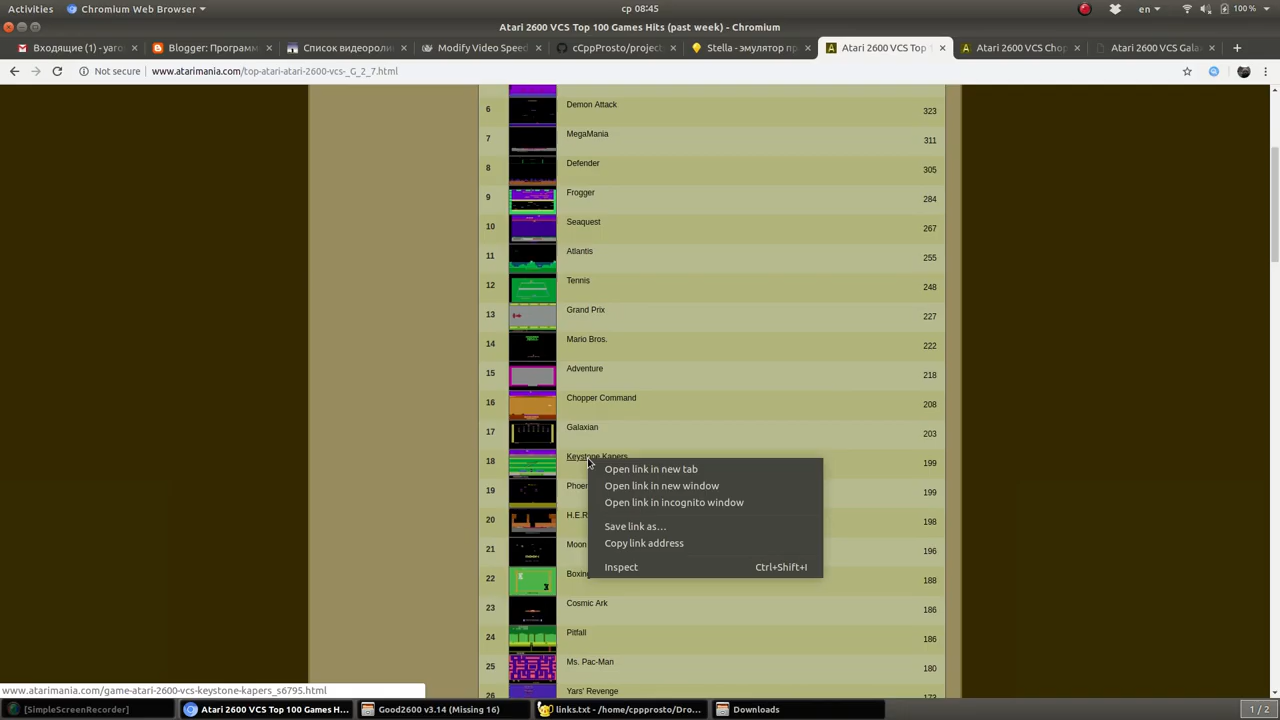 Activities
Chromium Web Browser
ср 08:45
en
100 %
Atari 2600 VCS Top 100 Games Hits (past week) - Chromium
Входящие (1) - yaro
Blogger: Програм
Список видеороли
Modify Video Speed
cCppProsto/project
Stella - эмулятор пр
Atari 2600 VCS Top
Atari 2600 VCS Chop
Atari 2600 VCS Gala
Not secure
www.atarimania.com/top-atari-atari-2600-vcs-_G_2_7.html
6 Demon Attack 323
7 MegaMania 311
8 Defender 305
9 Frogger 284
10 Seaquest 267
11 Atlantis 255
12 Tennis 248
13 Grand Prix 227
14 Mario Bros. 222
15 Adventure 218
16 Chopper Command 208
17 Galaxian 203
18 Keystone Kapers 199
Open link in new tab
19 Phoe 199
Open link in new window
Open link in incognito window
20 H.E.R 198
Save link as…
21 Moon 196
Copy link address
22 Boxing 188
Inspect Ctrl+Shift+I
23 Cosmic Ark 186
24 Pitfall 186
25 Ms. Pac-Man 180
26 Yars' Revenge 173
www.atarimania.com/game-atari-2600-vcs-keystone-kapers_s6795.html
[SimpleScreenRecorder]
Atari 2600 VCS Top 100 Games H...
Good2600 v3.14 (Missing 16)
links.txt - /home/cppprosto/Dro...
Downloads
1 / 2